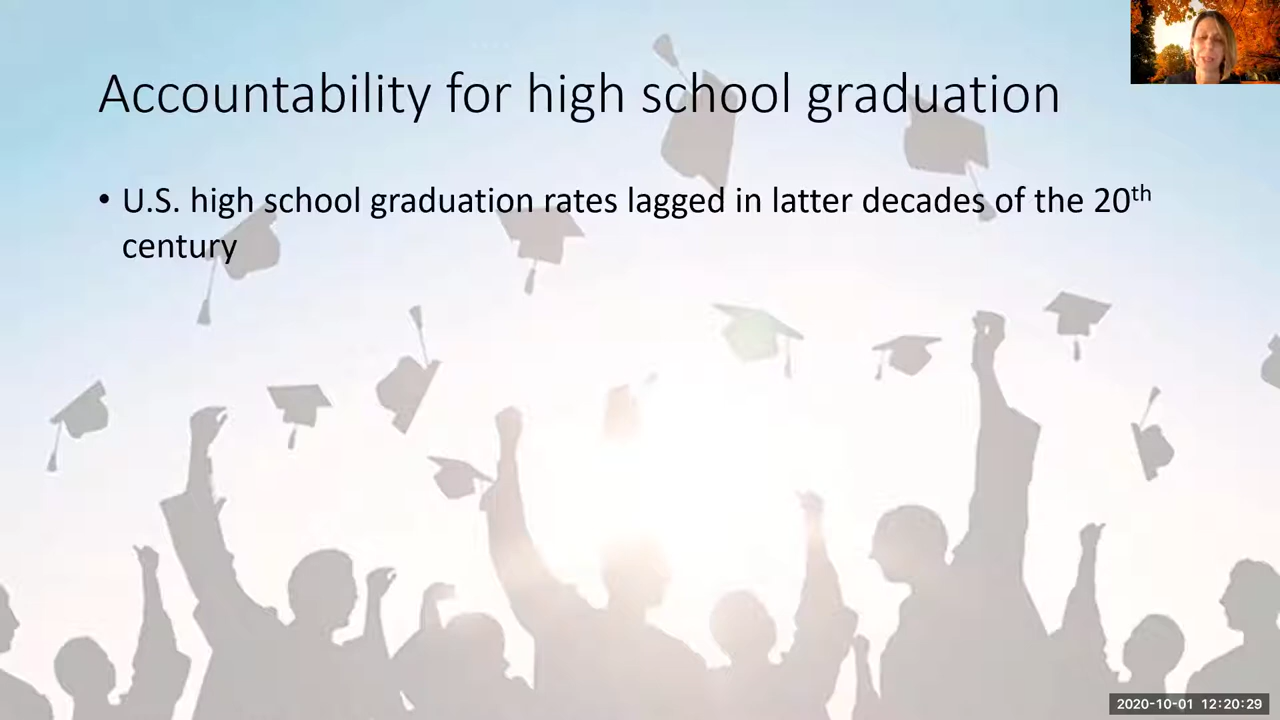 Accountability for high school graduation
• U.S. high school graduation rates lagged in latter decades of the 20th
century
2020-10-01 12:20:29